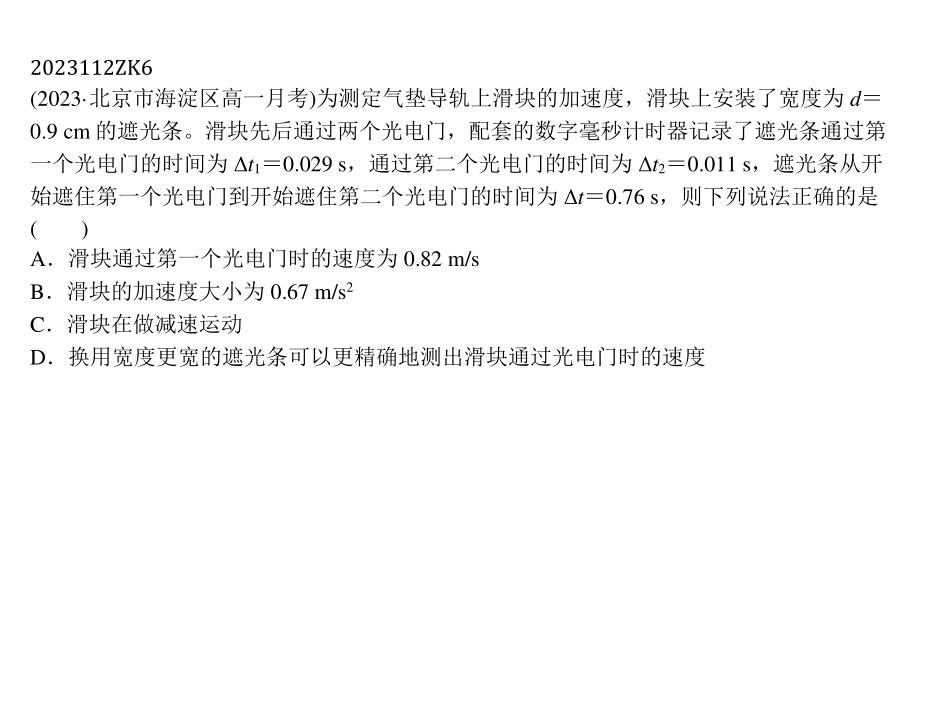 2023112ZK6
(2023·北京市海淀区高一月考)为测定气垫导轨上滑块的加速度，滑块上安装了宽度为 d＝
0.9 cm 的遮光条。滑块先后通过两个光电门，配套的数字毫秒计时器记录了遮光条通过第
一个光电门的时间为 Δt₁＝0.029 s，通过第二个光电门的时间为 Δt₂＝0.011 s，遮光条从开
始遮住第一个光电门到开始遮住第二个光电门的时间为 Δt＝0.76 s，则下列说法正确的是
(　　)
A．滑块通过第一个光电门时的速度为 0.82 m/s
B．滑块的加速度大小为 0.67 m/s²
C．滑块在做减速运动
D．换用宽度更宽的遮光条可以更精确地测出滑块通过光电门时的速度